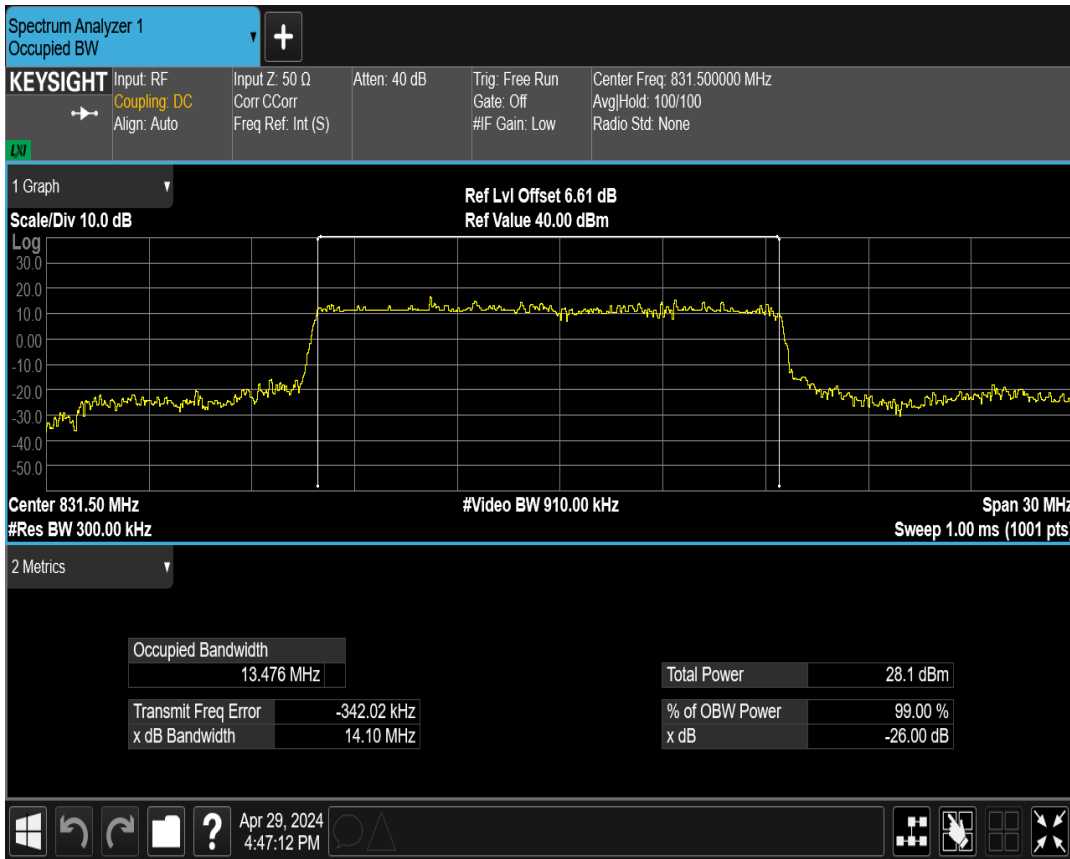 Spectrum Analyzer 1
Occupied BW
+
KEYSIGHT
LXI
Input: RF
Coupling: DC
Align: Auto
Input Z: 50 Ω
Corr CCorr
Freq Ref: Int (S)
Atten: 40 dB
Trig: Free Run
Gate: Off
#IF Gain: Low
Center Freq: 831.500000 MHz
Avg|Hold: 100/100
Radio Std: None
1 Graph
Scale/Div 10.0 dB
Ref Lvl Offset 6.61 dB
Ref Value 40.00 dBm
Log
30.0
20.0
10.0
0.00
-10.0
-20.0
-30.0
-40.0
-50.0
Center 831.50 MHz
#Video BW 910.00 kHz
Span 30 MHz
#Res BW 300.00 kHz
Sweep 1.00 ms (1001 pts)
2 Metrics
Occupied Bandwidth
13.476 MHz
Total Power 28.1 dBm
Transmit Freq Error -342.02 kHz
% of OBW Power 99.00 %
x dB Bandwidth 14.10 MHz
x dB -26.00 dB
?
Apr 29, 2024
4:47:12 PM